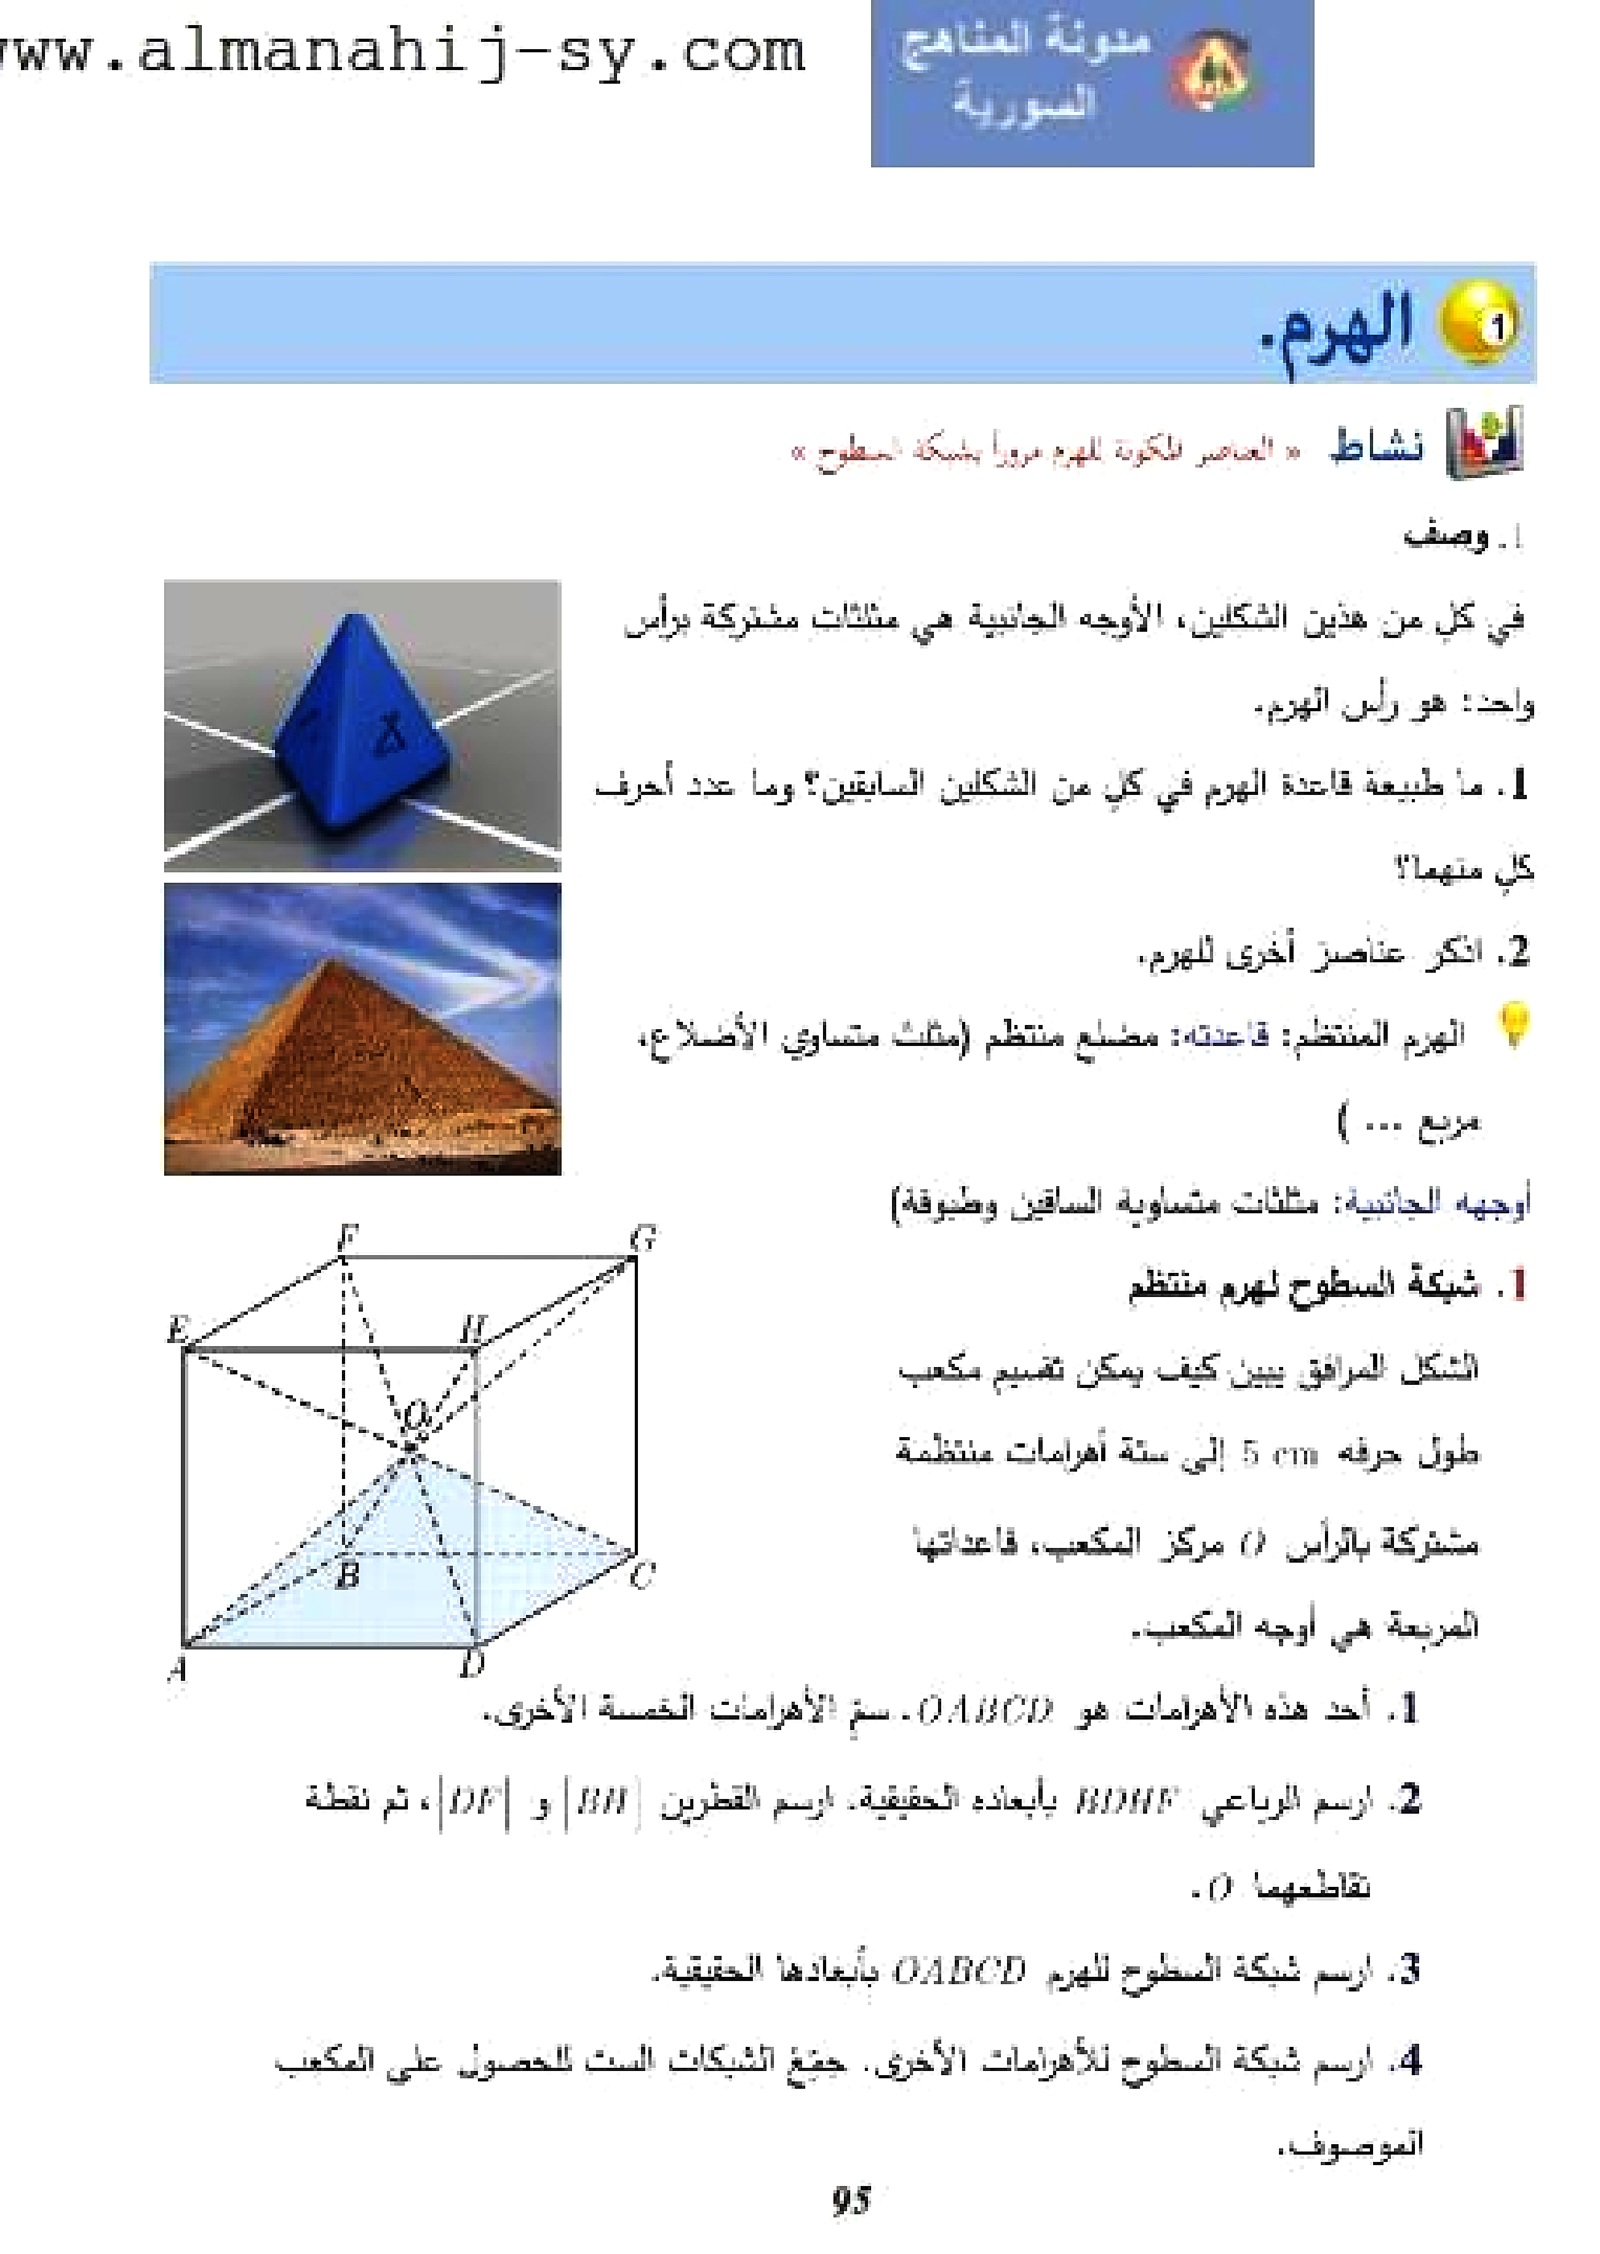 www.almanahij-sy.com
مدونة المناهج
السورية
1 الهرم.
نشاط « العناصر المكونة للهرم مروراً بشبكة السطوح »
1. وصف
في كلٍ من هذين الشكلين، الأوجه الجانبية هي مثلثات مشتركة برأس
واحد: هو رأس الهرم.
1. ما طبيعة قاعدة الهرم في كلٍ من الشكلين السابقين؟ وما عدد أحرف
كلٍ منهما؟
2. اذكر عناصرَ أخرى للهرم.
الهرم المنتظم: قاعدته: مضلع منتظم (مثلث متساوي الأضلاع،
مربع ... )
أوجهه الجانبية: مثلثات متساوية الساقين وطبوقة)
1. شبكة السطوح لهرم منتظم
الشكل المرافق يبين كيف يمكن تقسيم مكعب
طول حرفه 5 cm إلى ستة أهرامات منتظمة
مشتركة بالرأس O مركز المكعب، قاعداتها
المربعة هي أوجه المكعب.
F
G
E
H
O
B
C
A
D
1. أحد هذه الأهرامات هو OABCD. سمِّ الأهرامات الخمسة الأخرى.
2. ارسم الرباعي BDHF بأبعاده الحقيقية. ارسم القطرين [BH] و [DF]، ثم نقطة
تقاطعهما O.
3. ارسم شبكة السطوح للهرم OABCD بأبعادها الحقيقية.
4. ارسم شبكة السطوح للأهرامات الأخرى. جمّع الشبكات الست للحصول على المكعب
الموصوف.
95